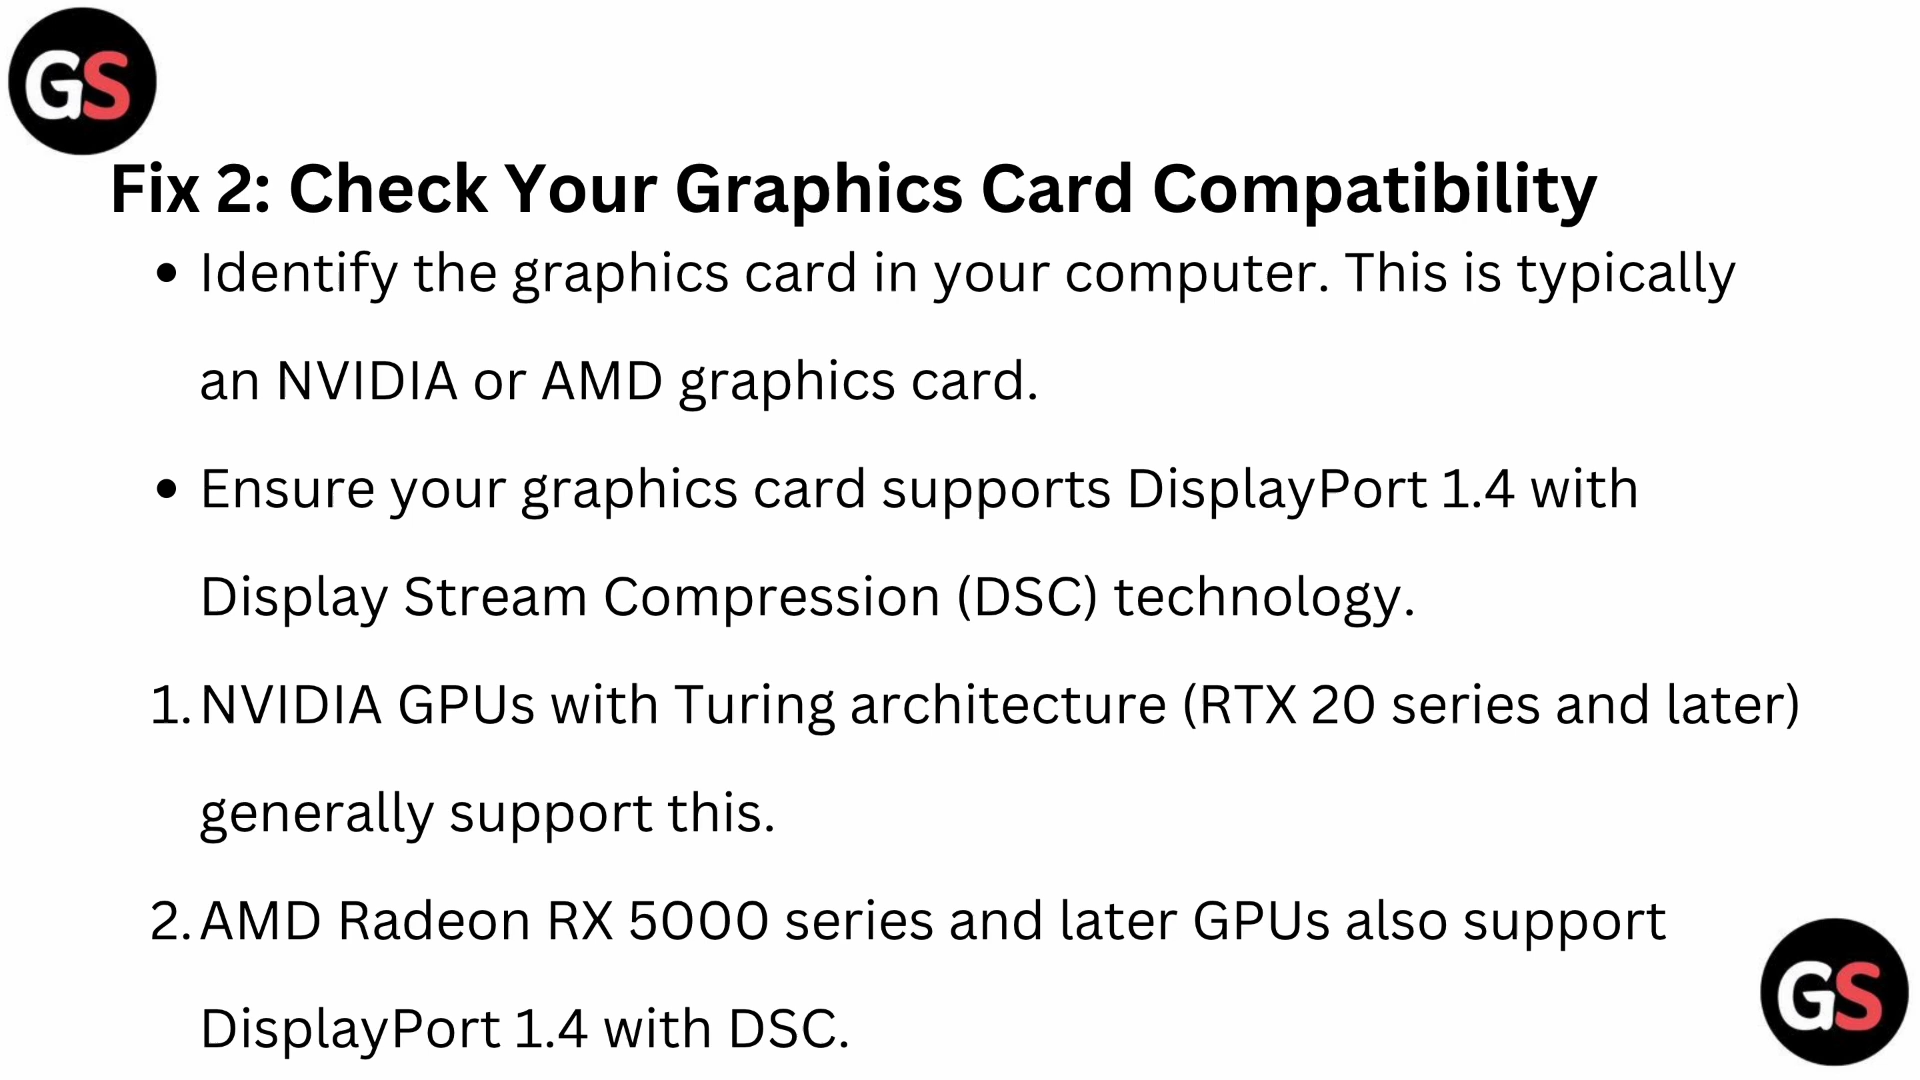 GS
Fix 2: Check Your Graphics Card Compatibility
• Identify the graphics card in your computer. This is typically
an NVIDIA or AMD graphics card.
• Ensure your graphics card supports DisplayPort 1.4 with
Display Stream Compression (DSC) technology.
1. NVIDIA GPUs with Turing architecture (RTX 20 series and later)
generally support this.
2. AMD Radeon RX 5000 series and later GPUs also support
DisplayPort 1.4 with DSC.
GS